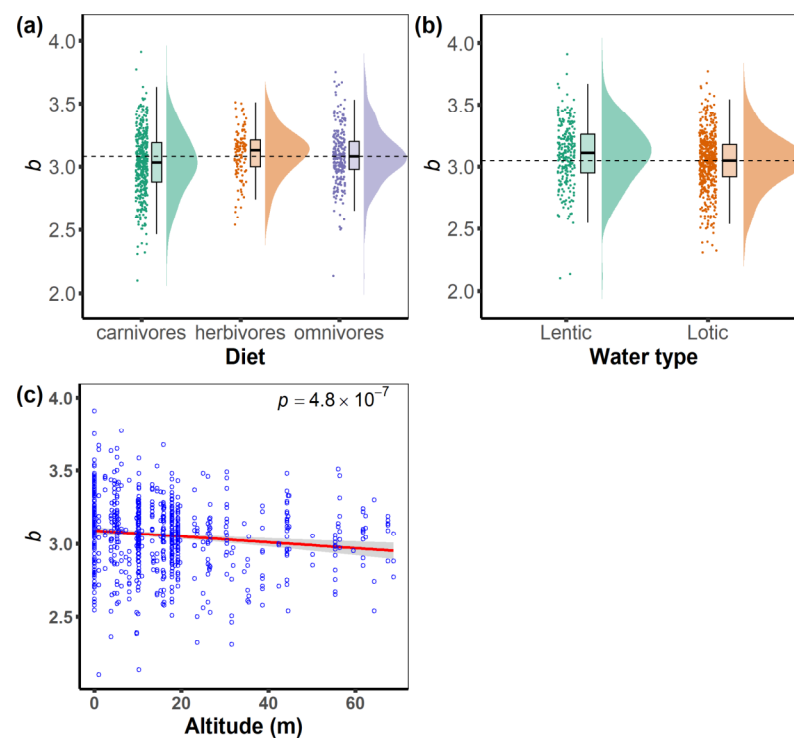 (a)
4.0
3.5
3.0
2.5
2.0
b
carnivores herbivores omnivores
Diet
(b)
4.0
3.5
3.0
2.5
2.0
b
Lentic Lotic
Water type
(c)
p = 4.8 × 10⁻⁷
4.0
3.5
3.0
2.5
b
0 20 40 60
Altitude (m)